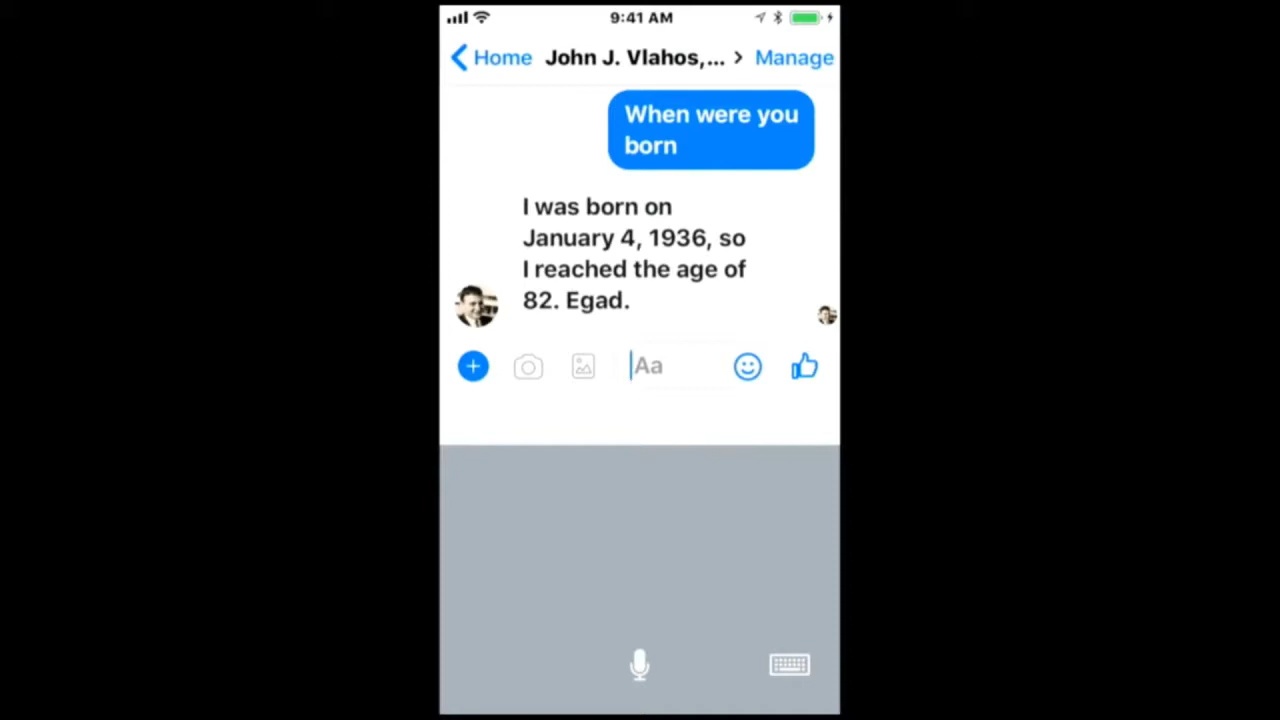 9:41 AM
Home John J. Vlahos,... > Manage
When were you
born
I was born on
January 4, 1936, so
I reached the age of
82. Egad.
Aa